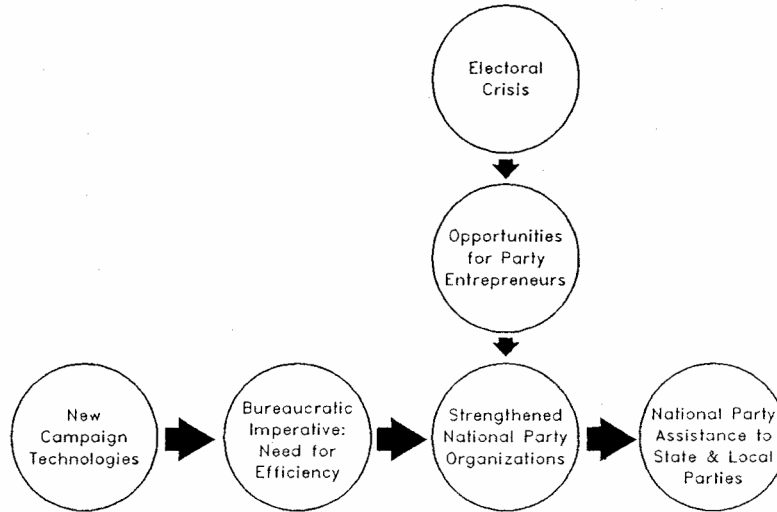 Electoral
Crisis
Opportunities
for Party
Entrepreneurs
New
Campaign
Technologies
Bureaucratic
Imperative:
Need for
Efficiency
Strengthened
National Party
Organizations
National Party
Assistance to
State & Local
Parties